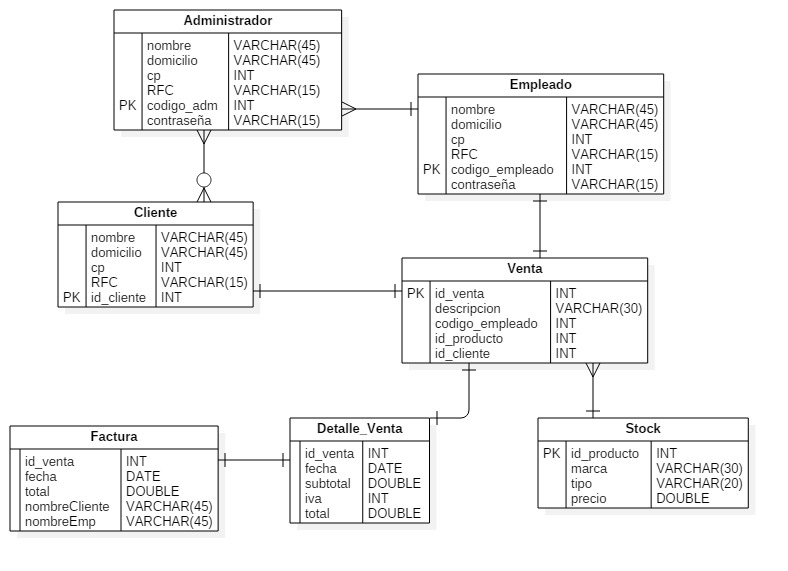 Administrador
nombre VARCHAR(45)
domicilio VARCHAR(45)
cp INT
RFC VARCHAR(15)
PK codigo_adm INT
contraseña VARCHAR(15)
Empleado
nombre VARCHAR(45)
domicilio VARCHAR(45)
cp INT
RFC VARCHAR(15)
PK codigo_empleado INT
contraseña VARCHAR(15)
Cliente
nombre VARCHAR(45)
domicilio VARCHAR(45)
cp INT
RFC VARCHAR(15)
PK id_cliente INT
Venta
PK id_venta INT
descripcion VARCHAR(30)
codigo_empleado INT
id_producto INT
id_cliente INT
Factura
id_venta INT
fecha DATE
total DOUBLE
nombreCliente VARCHAR(45)
nombreEmp VARCHAR(45)
Detalle_Venta
id_venta INT
fecha DATE
subtotal DOUBLE
iva INT
total DOUBLE
Stock
PK id_producto INT
marca VARCHAR(30)
tipo VARCHAR(20)
precio DOUBLE